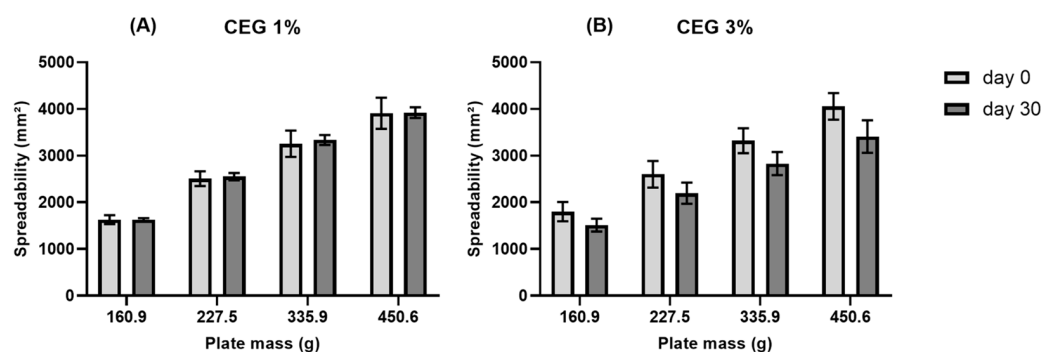 (A) CEG 1%
Spreadability (mm²)
5000
4000
3000
2000
1000
0
160.9 227.5 335.9 450.6
Plate mass (g)
(B) CEG 3%
Spreadability (mm²)
5000
4000
3000
2000
1000
0
160.9 227.5 335.9 450.6
Plate mass (g)
day 0
day 30